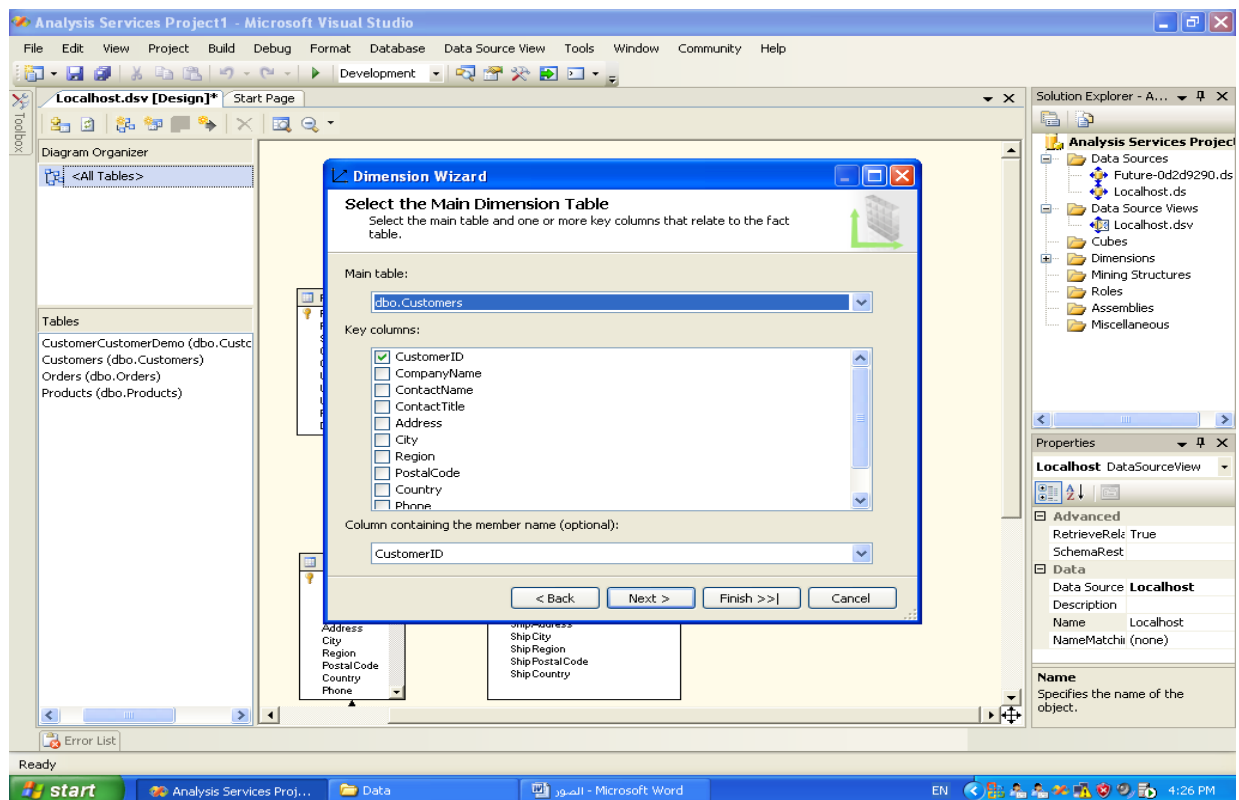 Analysis Services Project1 - Microsoft Visual Studio
File Edit View Project Build Debug Format Database Data Source View Tools Window Community Help
Development
Toolbox
Localhost.dsv [Design]* Start Page
Diagram Organizer
<All Tables>
Tables
CustomerCustomerDemo (dbo.Custc
Customers (dbo.Customers)
Orders (dbo.Orders)
Products (dbo.Products)
Dimension Wizard
Select the Main Dimension Table
Select the main table and one or more key columns that relate to the fact
table.
Main table:
dbo.Customers
Key columns:
CustomerID
CompanyName
ContactName
ContactTitle
Address
City
Region
PostalCode
Country
Phone
Column containing the member name (optional):
CustomerID
< Back Next > Finish >>| Cancel
Address
City
Region
PostalCode
Country
Phone
ShipAddress
ShipCity
ShipRegion
ShipPostalCode
ShipCountry
Solution Explorer - A...
Analysis Services Project
Data Sources
Future-0d2d9290.ds
Localhost.ds
Data Source Views
Localhost.dsv
Cubes
Dimensions
Mining Structures
Roles
Assemblies
Miscellaneous
Properties
Localhost DataSourceView
Advanced
RetrieveRela True
SchemaRest
Data
Data Source Localhost
Description
Name Localhost
NameMatchin (none)
Name
Specifies the name of the
object.
Error List
Ready
start Analysis Services Proj... Data الصور - Microsoft Word EN 4:26 PM